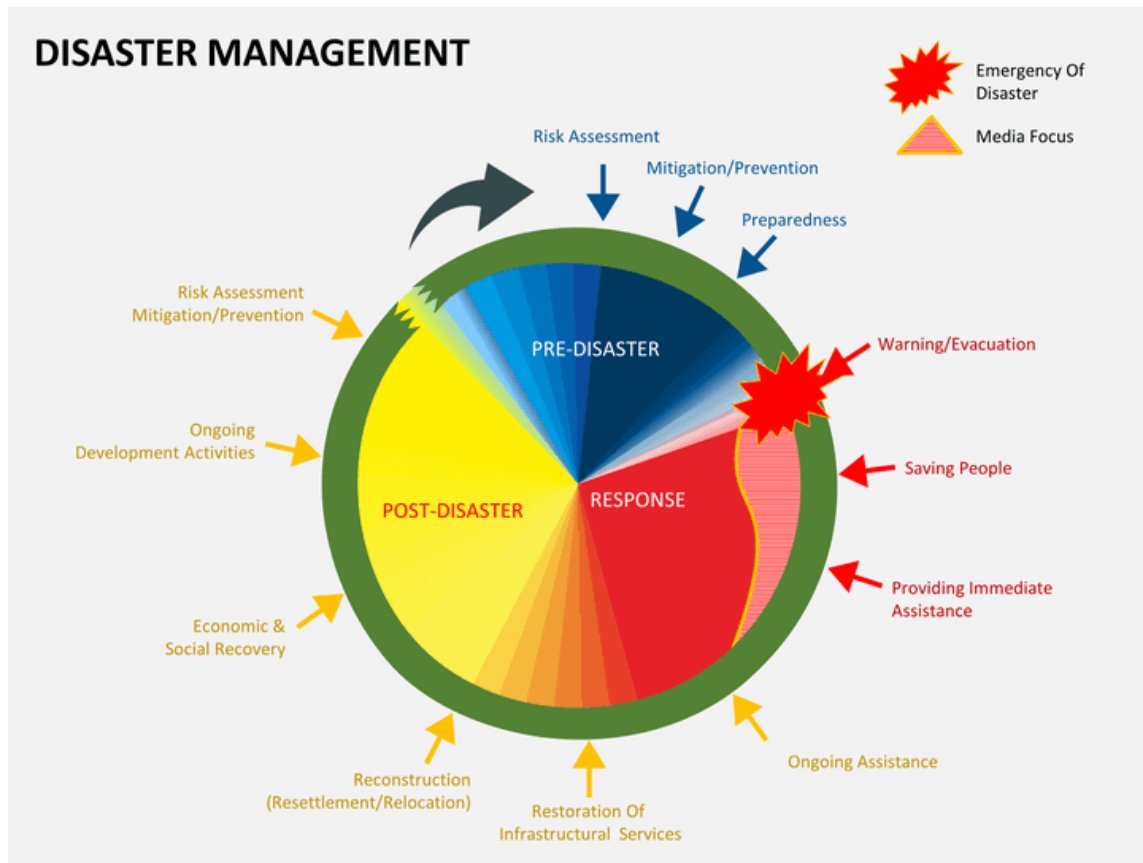 DISASTER MANAGEMENT
Emergency Of
Disaster
Media Focus
Risk Assessment
Mitigation/Prevention
Preparedness
Warning/Evacuation
Saving People
Providing Immediate
Assistance
Ongoing Assistance
Restoration Of
Infrastructural Services
Reconstruction
(Resettlement/Relocation)
Economic &
Social Recovery
Ongoing
Development Activities
Risk Assessment
Mitigation/Prevention
PRE-DISASTER
RESPONSE
POST-DISASTER